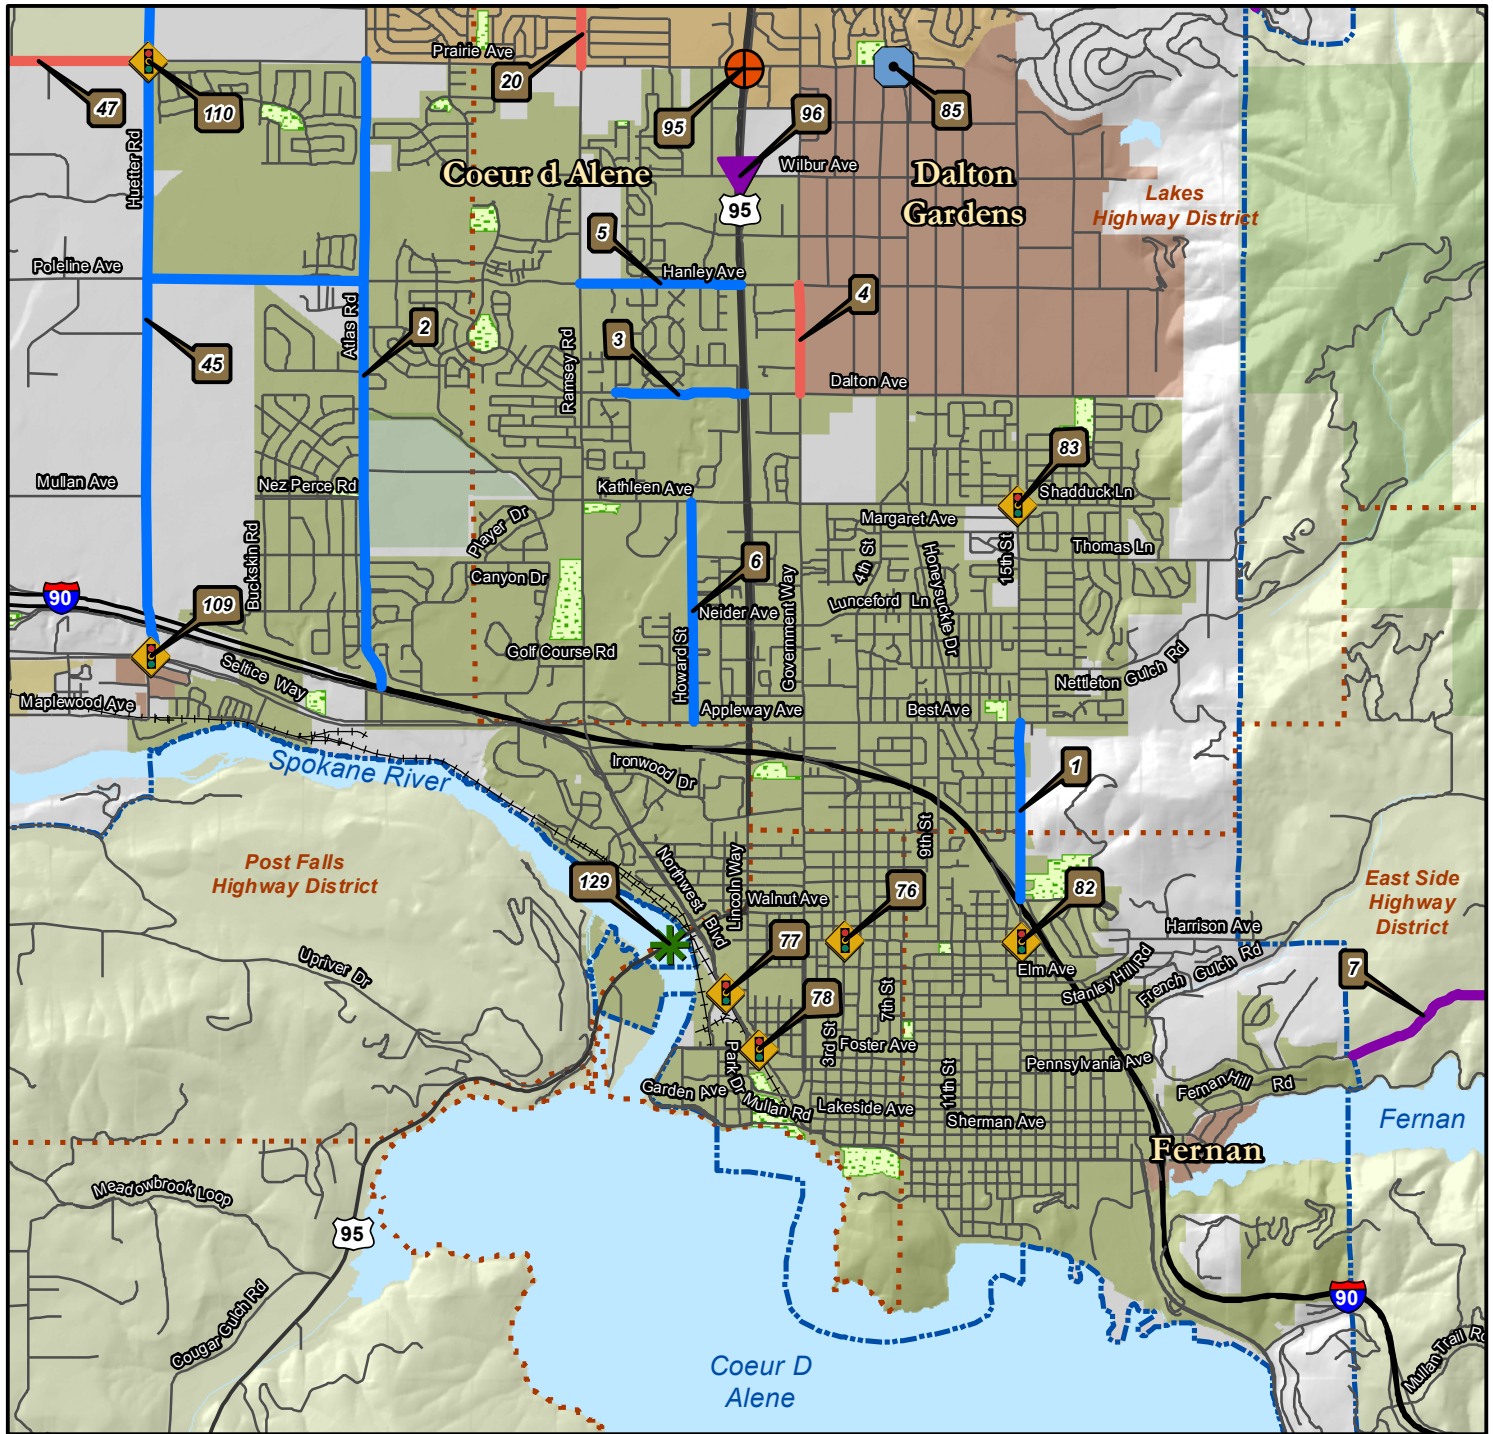 Prairie Ave
20
47
110
95
96
85
Huetter Rd
Coeur d Alene
Wilbur Ave
Dalton
Gardens
95
Lakes
Highway District
5
Poleline Ave
Hanley Ave
4
Atlas Rd
2
3
Ramsey Rd
45
Dalton Ave
83
Mullan Ave
Nez Perce Rd
Kathleen Ave
Shadduck Ln
Margaret Ave
Player Dr
Buckskin Rd
4th St
Honeysuckle Dr
15th St
Thomas Ln
Canyon Dr
6
Government Way
90
109
Neider Ave
Lunceford Ln
Howard St
Golf Course Rd
Seltice Way
Nettleton Gulch Rd
Maplewood Ave
Appleway Ave
Best Ave
Spokane River
Ironwood Dr
1
9th St
Post Falls
Highway District
Northwest Blvd
Lincoln Way
129
Walnut Ave
76
82
East Side
Highway
District
Harrison Ave
77
Elm Ave
Stanley Hill Rd
French Gulch Rd
Upriver Dr
7
78
7th St
3rd St
Foster Ave
Park Dr
Pennsylvania Ave
11th St
Fernan Hill Rd
Garden Ave
Mullan Rd
Lakeside Ave
Sherman Ave
Fernan
Fernan
Meadowbrook Loop
95
90
Cougar Gulch Rd
Coeur D
Alene
Mullan Trail Rd